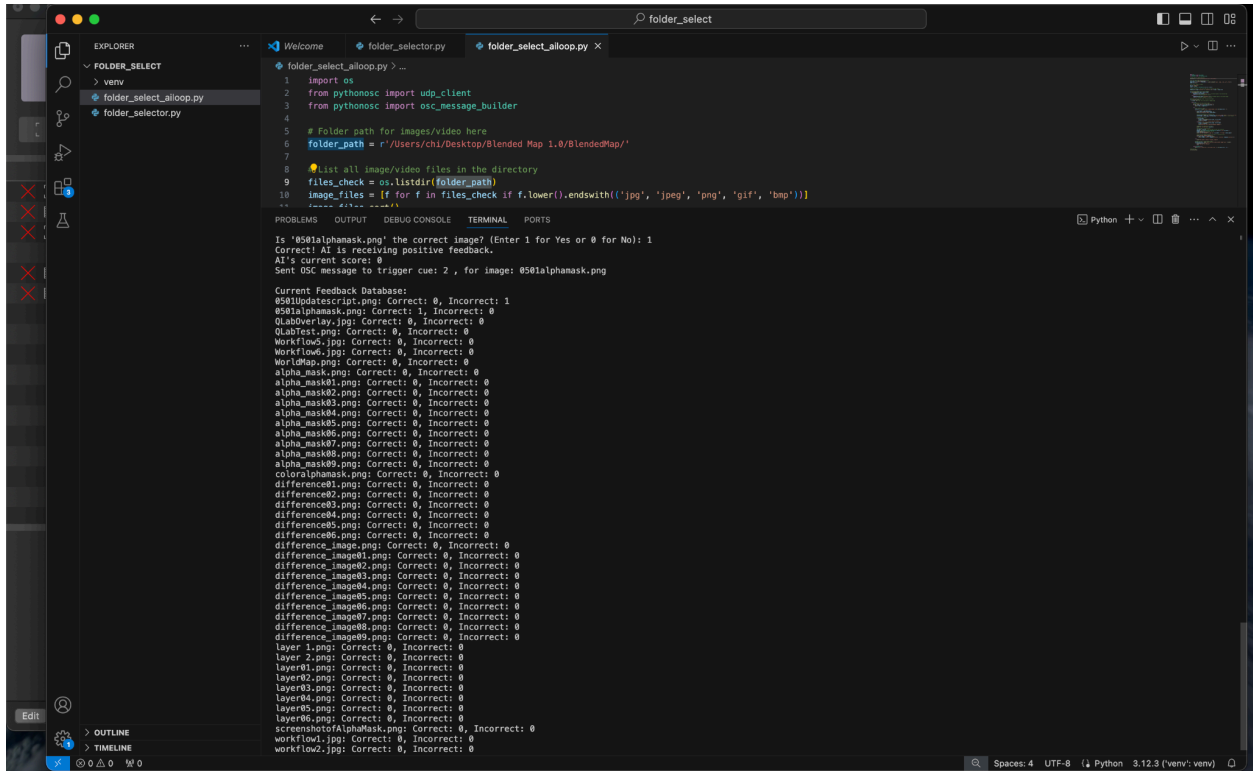 folder_select
EXPLORER
Welcome
folder_selector.py
folder_select_ailoop.py
FOLDER_SELECT
venv
folder_select_ailoop.py
folder_selector.py
folder_select_ailoop.py > ...
1 import os
2 from pythonosc import udp_client
3 from pythonosc import osc_message_builder
4
5 # Folder path for images/video here
6 folder_path = r'/Users/chi/Desktop/Blended Map 1.0/BlendedMap/'
7
8 #List all image/video files in the directory
9 files_check = os.listdir(folder_path)
10 image_files = [f for f in files_check if f.lower().endswith(('jpg', 'jpeg', 'png', 'gif', 'bmp'))]
PROBLEMS OUTPUT DEBUG CONSOLE TERMINAL PORTS
Python
Is '0501alphamask.png' the correct image? (Enter 1 for Yes or 0 for No): 1
Correct! AI is receiving positive feedback.
AI's current score: 0
Sent OSC message to trigger cue: 2 , for image: 0501alphamask.png
Current Feedback Database:
0501Updatescript.png: Correct: 0, Incorrect: 1
0501alphamask.png: Correct: 1, Incorrect: 0
QLabOverlay.jpg: Correct: 0, Incorrect: 0
QLabTest.png: Correct: 0, Incorrect: 0
Workflow5.jpg: Correct: 0, Incorrect: 0
Workflow6.jpg: Correct: 0, Incorrect: 0
WorldMap.png: Correct: 0, Incorrect: 0
alpha_mask.png: Correct: 0, Incorrect: 0
alpha_mask01.png: Correct: 0, Incorrect: 0
alpha_mask02.png: Correct: 0, Incorrect: 0
alpha_mask03.png: Correct: 0, Incorrect: 0
alpha_mask04.png: Correct: 0, Incorrect: 0
alpha_mask05.png: Correct: 0, Incorrect: 0
alpha_mask06.png: Correct: 0, Incorrect: 0
alpha_mask07.png: Correct: 0, Incorrect: 0
alpha_mask08.png: Correct: 0, Incorrect: 0
alpha_mask09.png: Correct: 0, Incorrect: 0
coloralphamask.png: Correct: 0, Incorrect: 0
difference01.png: Correct: 0, Incorrect: 0
difference02.png: Correct: 0, Incorrect: 0
difference03.png: Correct: 0, Incorrect: 0
difference04.png: Correct: 0, Incorrect: 0
difference05.png: Correct: 0, Incorrect: 0
difference06.png: Correct: 0, Incorrect: 0
difference_image.png: Correct: 0, Incorrect: 0
difference_image01.png: Correct: 0, Incorrect: 0
difference_image02.png: Correct: 0, Incorrect: 0
difference_image03.png: Correct: 0, Incorrect: 0
difference_image04.png: Correct: 0, Incorrect: 0
difference_image05.png: Correct: 0, Incorrect: 0
difference_image06.png: Correct: 0, Incorrect: 0
difference_image07.png: Correct: 0, Incorrect: 0
difference_image08.png: Correct: 0, Incorrect: 0
difference_image09.png: Correct: 0, Incorrect: 0
layer 1.png: Correct: 0, Incorrect: 0
layer 2.png: Correct: 0, Incorrect: 0
layer01.png: Correct: 0, Incorrect: 0
layer02.png: Correct: 0, Incorrect: 0
layer03.png: Correct: 0, Incorrect: 0
layer04.png: Correct: 0, Incorrect: 0
layer05.png: Correct: 0, Incorrect: 0
layer06.png: Correct: 0, Incorrect: 0
screenshotofAlphaMask.png: Correct: 0, Incorrect: 0
workflow1.jpg: Correct: 0, Incorrect: 0
workflow2.jpg: Correct: 0, Incorrect: 0
Edit
OUTLINE
TIMELINE
0 0 0 Spaces: 4 UTF-8 Python 3.12.3 ('venv': venv)